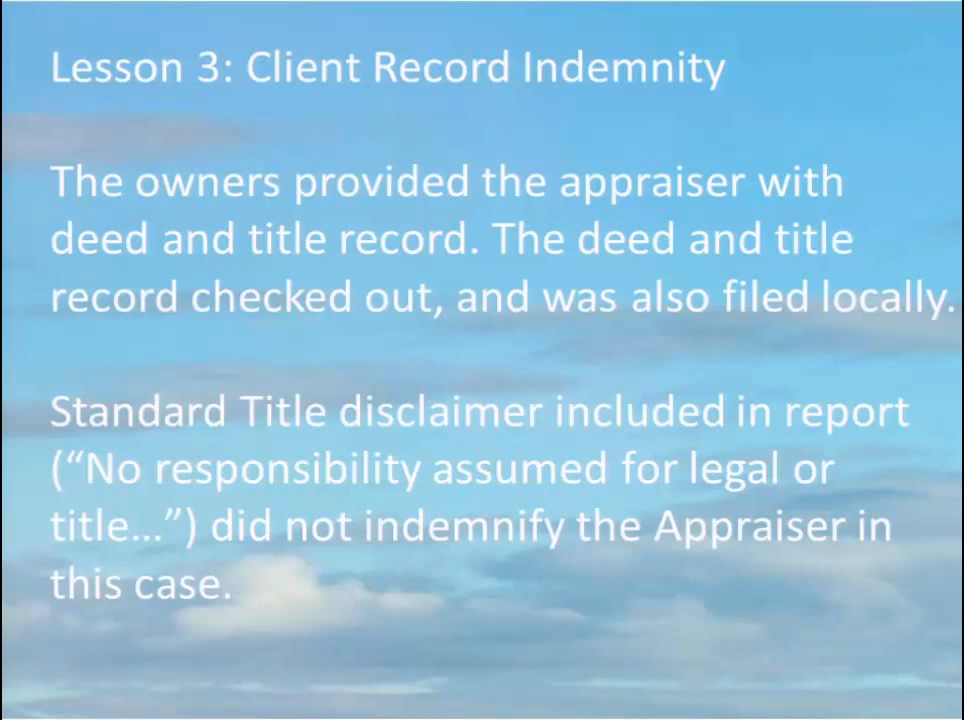 Lesson 3: Client Record Indemnity
The owners provided the appraiser with
deed and title record. The deed and title
record checked out, and was also filed locally.
Standard Title disclaimer included in report
(“No responsibility assumed for legal or
title…”) did not indemnify the Appraiser in
this case.